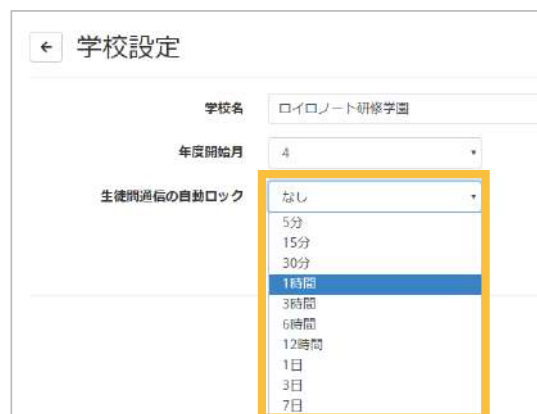 ← 学校設定
学校名 ロイロノート研修学園
年度開始月 4
生徒間通信の自動ロック なし
5分
15分
30分
1時間
3時間
6時間
12時間
1日
3日
7日